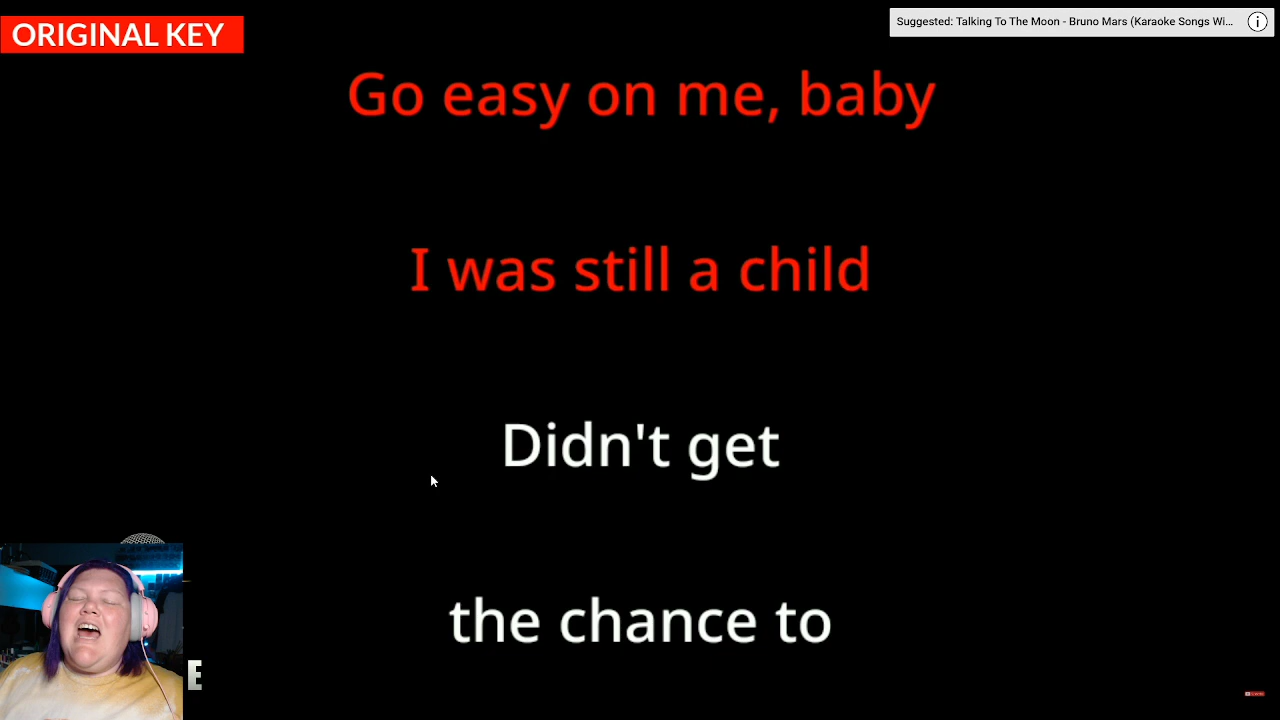 ORIGINAL KEY
Suggested: Talking To The Moon - Bruno Mars (Karaoke Songs Wi...
Go easy on me, baby
I was still a child
Didn't get
the chance to
E